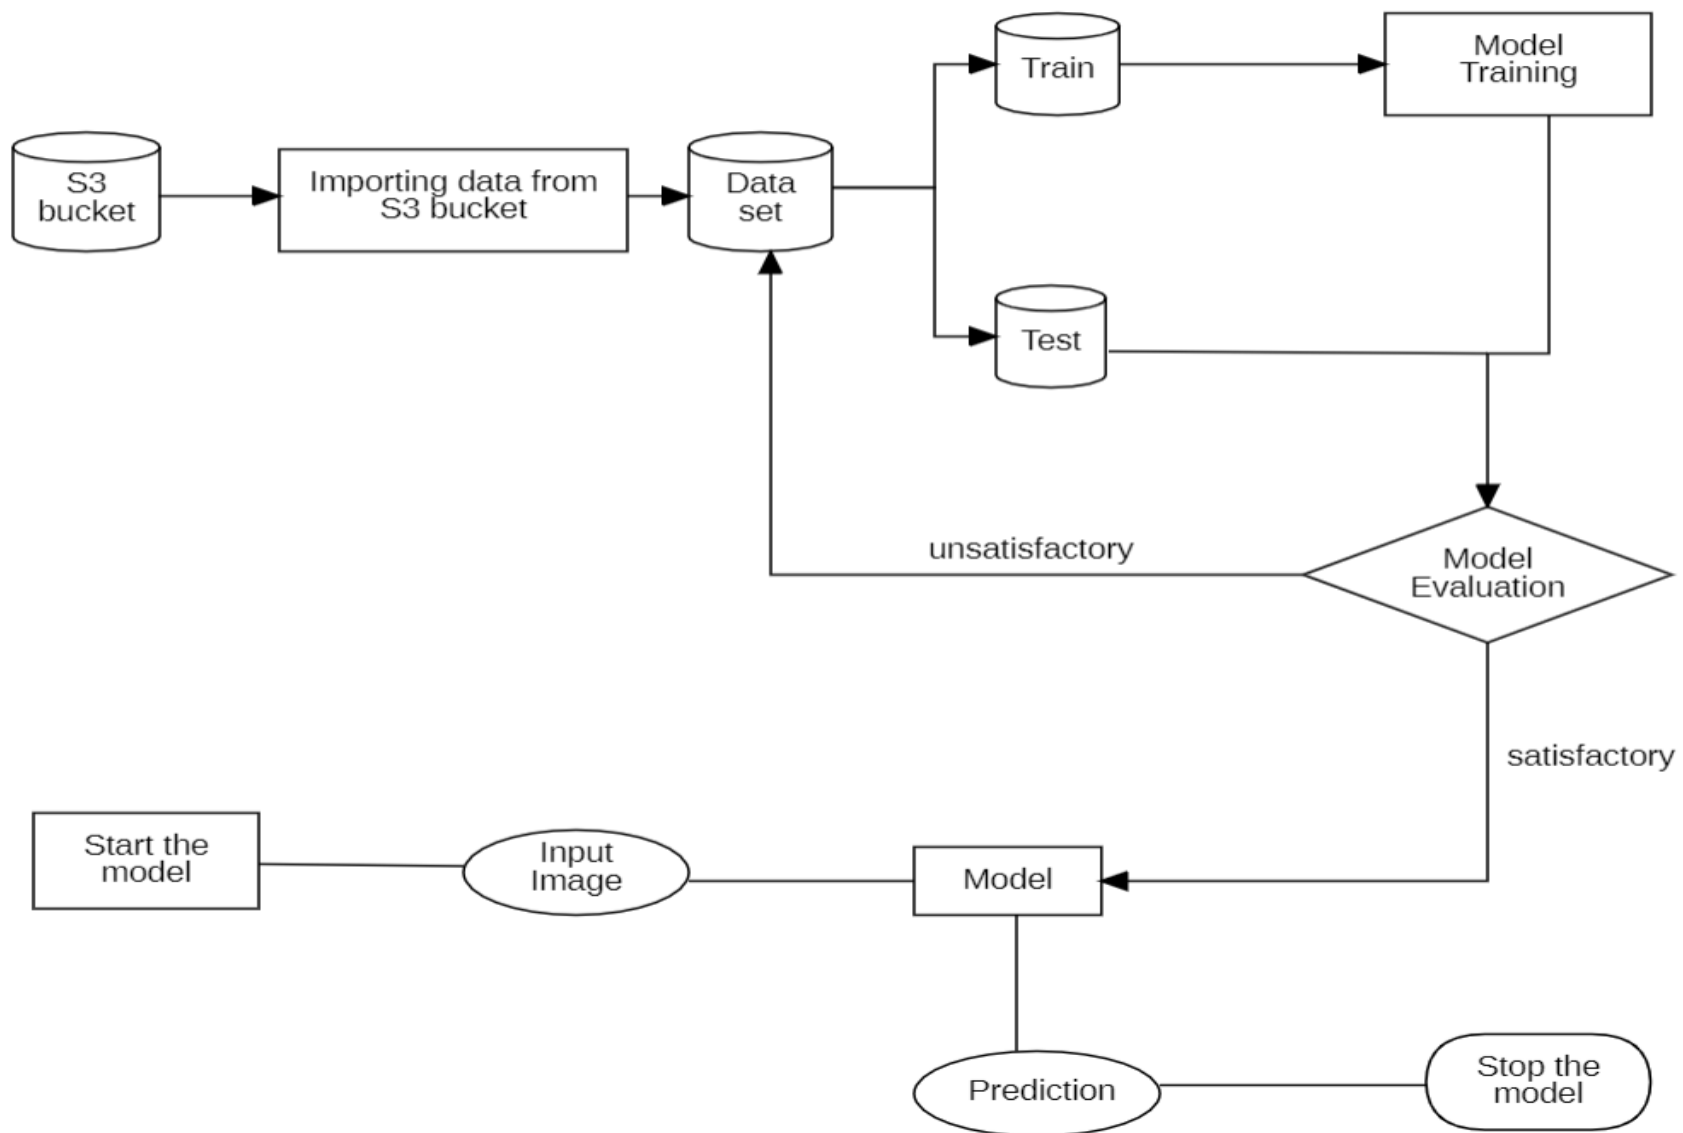 Train
Model
Training
S3
bucket
Importing data from
S3 bucket
Data
set
Test
unsatisfactory
Model
Evaluation
satisfactory
Start the
model
Input
Image
Model
Prediction
Stop the
model